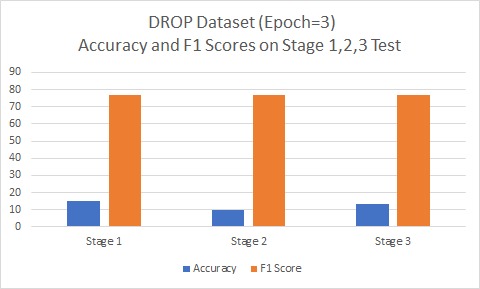 DROP Dataset (Epoch=3)
Accuracy and F1 Scores on Stage 1,2,3 Test
90
80
70
60
50
40
30
20
10
0
Stage 1 Stage 2 Stage 3
Accuracy F1 Score